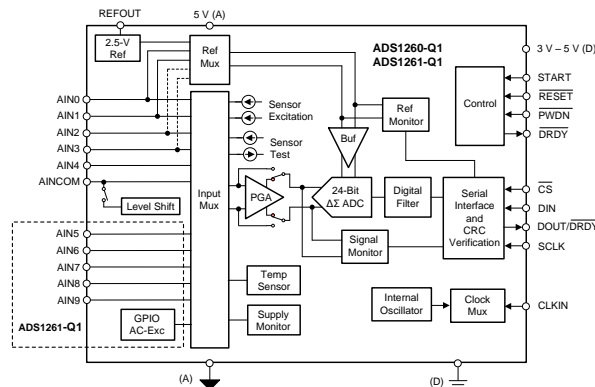 REFOUT
5 V (A)
2.5-V
Ref
Ref
Mux
ADS1260-Q1
ADS1261-Q1
3 V – 5 V (D)
START
RESET
PWDN
DRDY
Control
AIN0
AIN1
AIN2
AIN3
AIN4
AINCOM
Level Shift
Sensor
Excitation
Sensor
Test
Input
Mux
PGA
Buf
Ref
Monitor
24-Bit
ΔΣ ADC
Digital
Filter
Serial
Interface
and
CRC
Verification
CS
DIN
DOUT/DRDY
SCLK
Signal
Monitor
AIN5
AIN6
AIN7
AIN8
AIN9
ADS1261-Q1
GPIO
AC-Exc
Temp
Sensor
Supply
Monitor
Internal
Oscillator
Clock
Mux
CLKIN
(A)
(D)